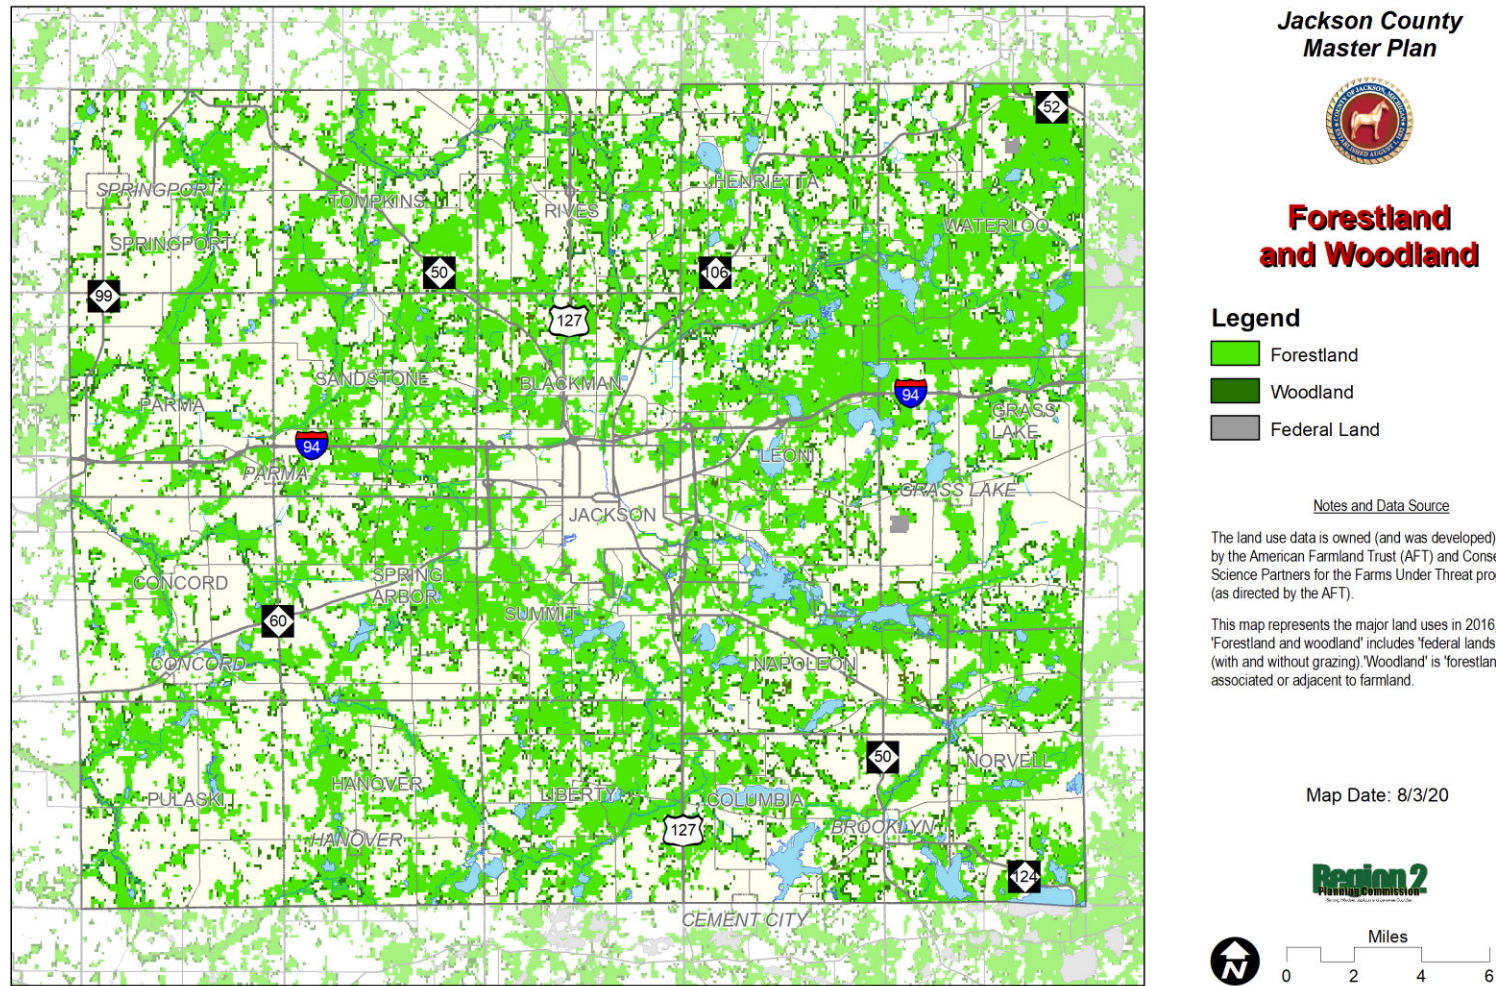 Jackson County
Master Plan
Forestland
and Woodland
Legend
Forestland
Woodland
Federal Land
Notes and Data Source
The land use data is owned (and was developed)
by the American Farmland Trust (AFT) and Conse
Science Partners for the Farms Under Threat pro
(as directed by the AFT).
This map represents the major land uses in 2016
'Forestland and woodland' includes 'federal lands
(with and without grazing).'Woodland' is 'forestlan
associated or adjacent to farmland.
Map Date: 8/3/20
Region 2
Planning Commission
Miles
0 2 4 6
N
52
SPRINGPORT
TOMPKINS
RIVES
HENRIETTA
WATERLOO
SPRINGPORT
99
50
106
127
SANDSTONE
BLACKMAN
PARMA
94
GRASS
LAKE
94
PARMA
LEONI
GRASS LAKE
JACKSON
CONCORD
SPRING
ARBOR
SUMMIT
60
CONCORD
NAPOLEON
50
NORVELL
HANOVER
PULASKI
LIBERTY
COLUMBIA
127
BROOKLYN
HANOVER
124
CEMENT CITY